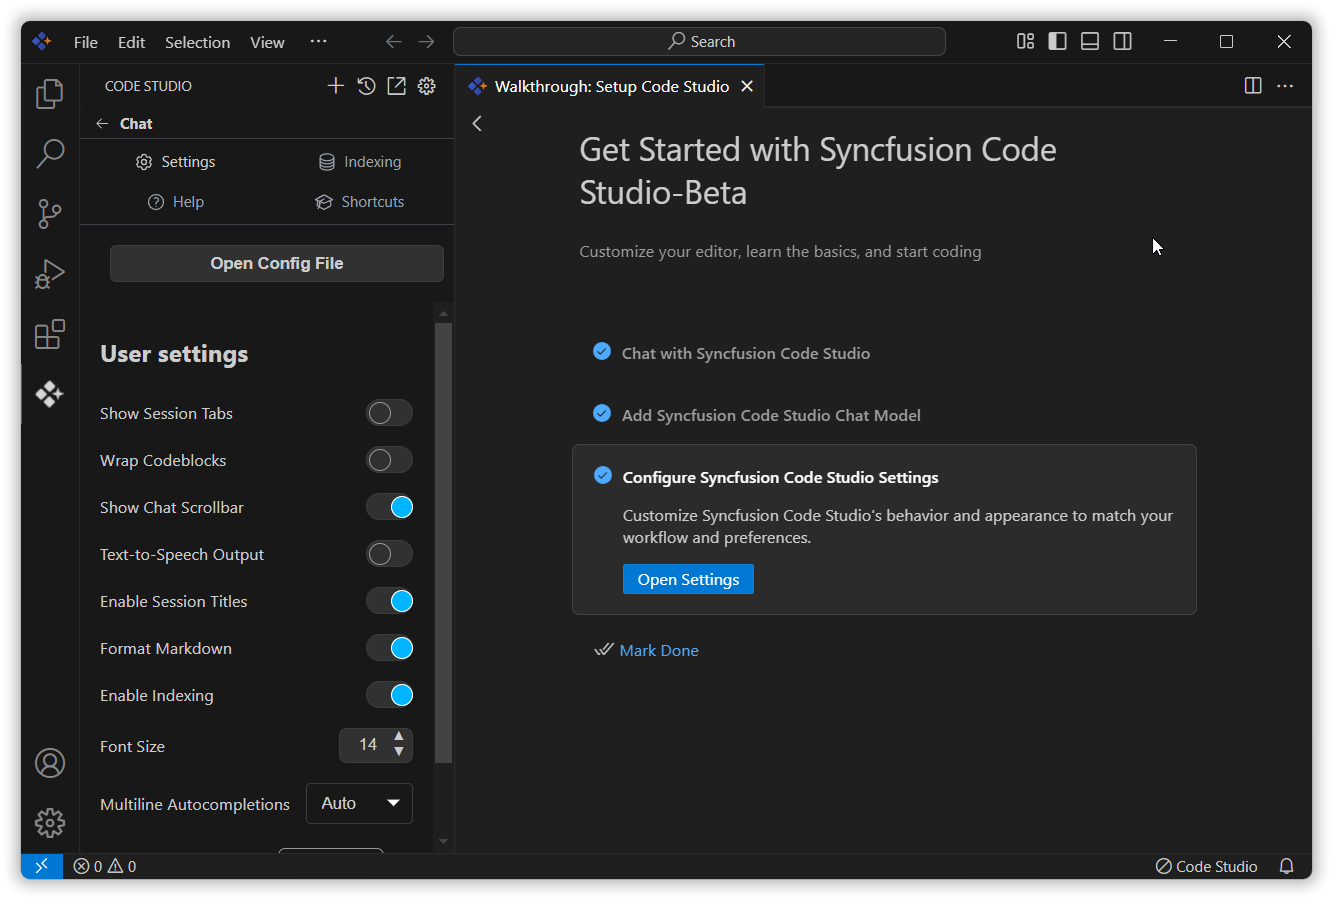 File Edit Selection View ··· Search
CODE STUDIO
Walkthrough: Setup Code Studio
Chat
Settings Indexing
Help Shortcuts
Open Config File
User settings
Show Session Tabs
Wrap Codeblocks
Show Chat Scrollbar
Text-to-Speech Output
Enable Session Titles
Format Markdown
Enable Indexing
Font Size 14
Multiline Autocompletions Auto
Get Started with Syncfusion Code
Studio-Beta
Customize your editor, learn the basics, and start coding
Chat with Syncfusion Code Studio
Add Syncfusion Code Studio Chat Model
Configure Syncfusion Code Studio Settings
Customize Syncfusion Code Studio's behavior and appearance to match your
workflow and preferences.
Open Settings
Mark Done
0 0 Code Studio